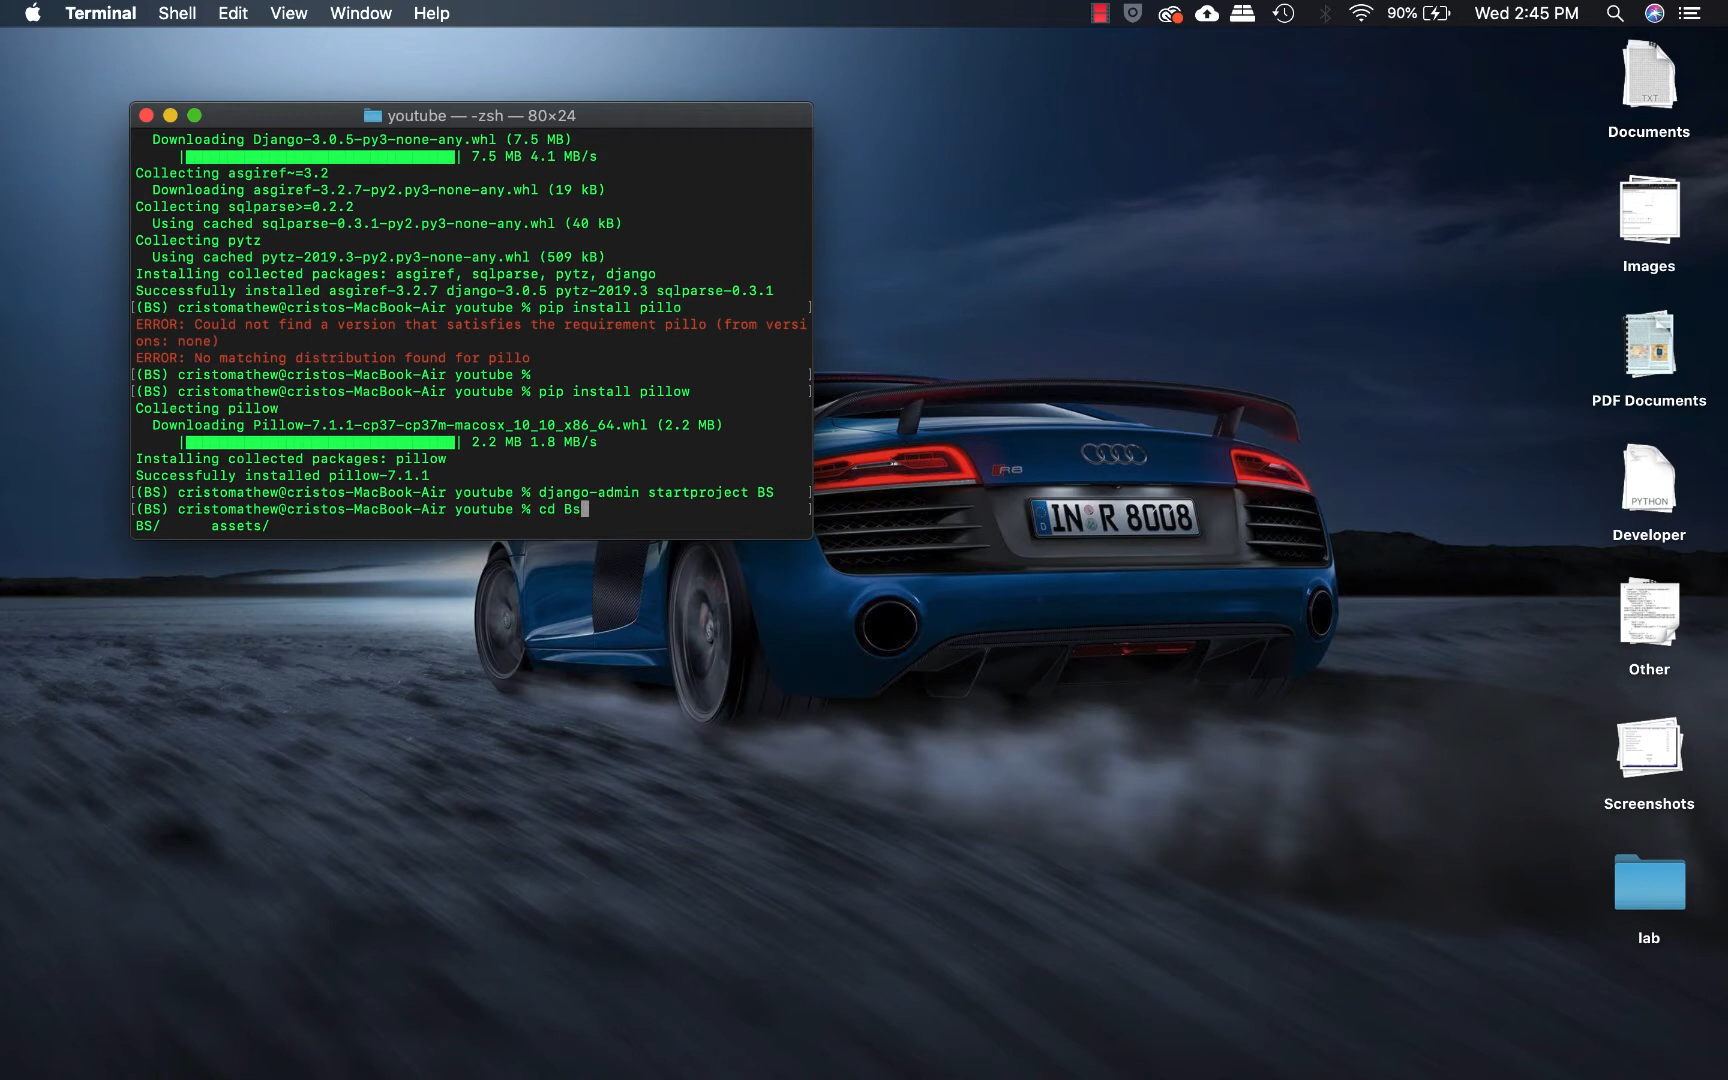 Terminal Shell Edit View Window Help 90% Wed 2:45 PM
youtube — -zsh — 80×24
Downloading Django-3.0.5-py3-none-any.whl (7.5 MB)
|████████████████████████████████| 7.5 MB 4.1 MB/s
Collecting asgiref~=3.2
Downloading asgiref-3.2.7-py2.py3-none-any.whl (19 kB)
Collecting sqlparse>=0.2.2
Using cached sqlparse-0.3.1-py2.py3-none-any.whl (40 kB)
Collecting pytz
Using cached pytz-2019.3-py2.py3-none-any.whl (509 kB)
Installing collected packages: asgiref, sqlparse, pytz, django
Successfully installed asgiref-3.2.7 django-3.0.5 pytz-2019.3 sqlparse-0.3.1
[(BS) cristomathew@cristos-MacBook-Air youtube % pip install pillo ]
ERROR: Could not find a version that satisfies the requirement pillo (from versi
ons: none)
ERROR: No matching distribution found for pillo
[(BS) cristomathew@cristos-MacBook-Air youtube % ]
[(BS) cristomathew@cristos-MacBook-Air youtube % pip install pillow ]
Collecting pillow
Downloading Pillow-7.1.1-cp37-cp37m-macosx_10_10_x86_64.whl (2.2 MB)
|████████████████████████████████| 2.2 MB 1.8 MB/s
Installing collected packages: pillow
Successfully installed pillow-7.1.1
[(BS) cristomathew@cristos-MacBook-Air youtube % django-admin startproject BS ]
[(BS) cristomathew@cristos-MacBook-Air youtube % cd Bs ]
BS/ assets/
R8
D IN R 8008
TXT
Documents
Images
PDF Documents
PYTHON
Developer
Other
Screenshots
lab